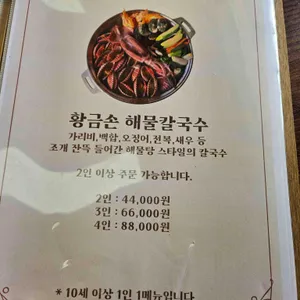 황금손 해물칼국수
가리비,백합,오징어,전복,새우 등
조개 잔뜩 들어간 해물탕 스타일의 칼국수
2인 이상 주문 가능합니다.
2인 : 44,000원
3인 : 66,000원
4인 : 88,000원
* 10세 이상 1인 1메뉴입니다.